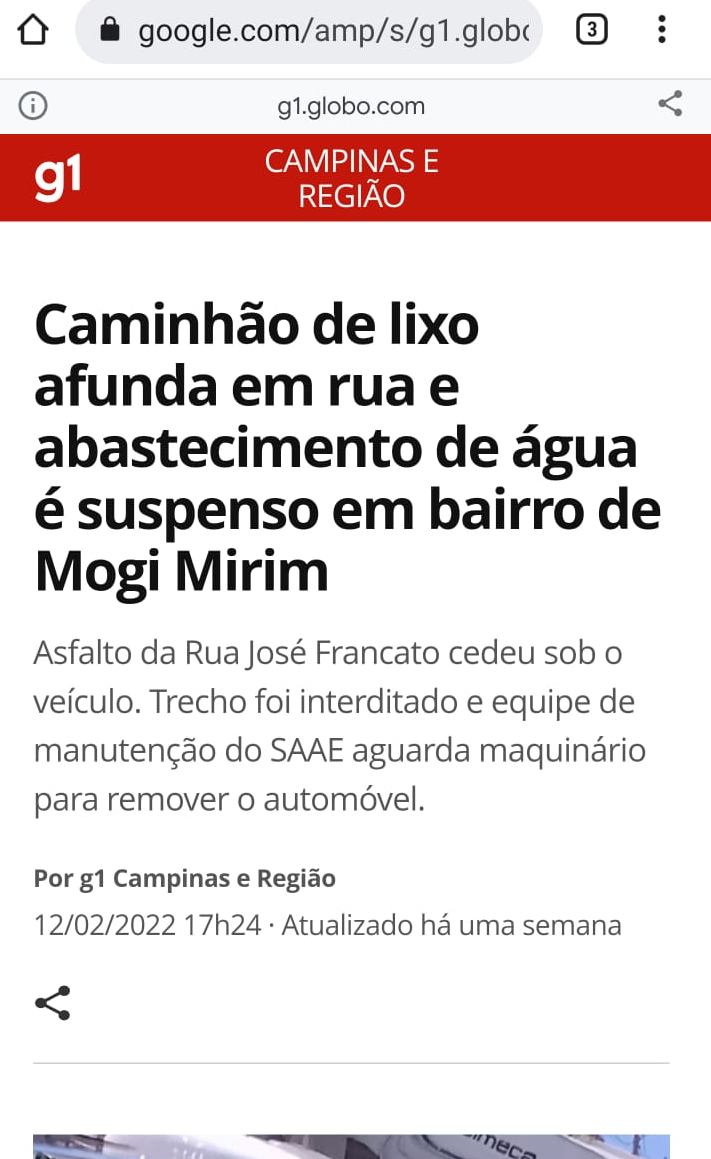 google.com/amp/s/g1.globo
3
g1.globo.com
g1
CAMPINAS E
REGIÃO
Caminhão de lixo
afunda em rua e
abastecimento de água
é suspenso em bairro de
Mogi Mirim
Asfalto da Rua José Francato cedeu sob o
veículo. Trecho foi interditado e equipe de
manutenção do SAAE aguarda maquinário
para remover o automóvel.
Por g1 Campinas e Região
12/02/2022 17h24 · Atualizado há uma semana